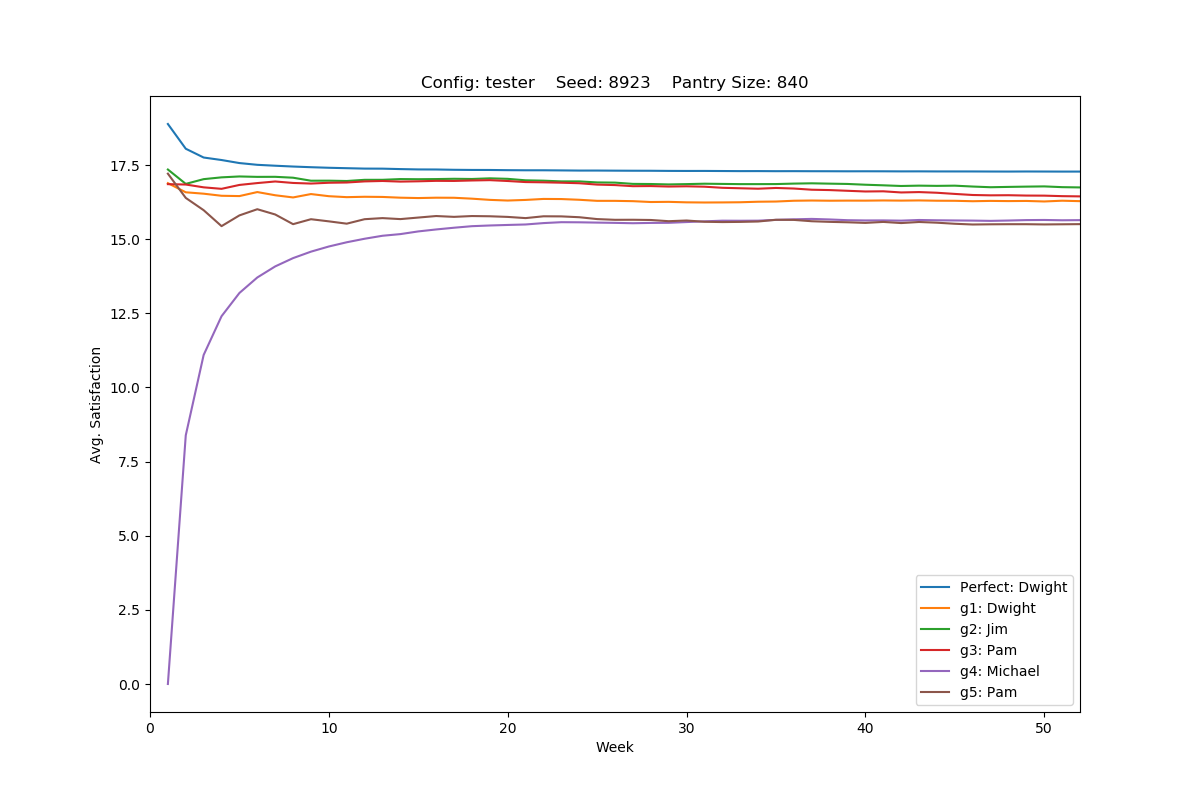 Config: tester    Seed: 8923    Pantry Size: 840
Avg. Satisfaction
17.5
15.0
12.5
10.0
7.5
5.0
2.5
0.0
Perfect: Dwight
g1: Dwight
g2: Jim
g3: Pam
g4: Michael
g5: Pam
0 10 20 30 40 50
Week